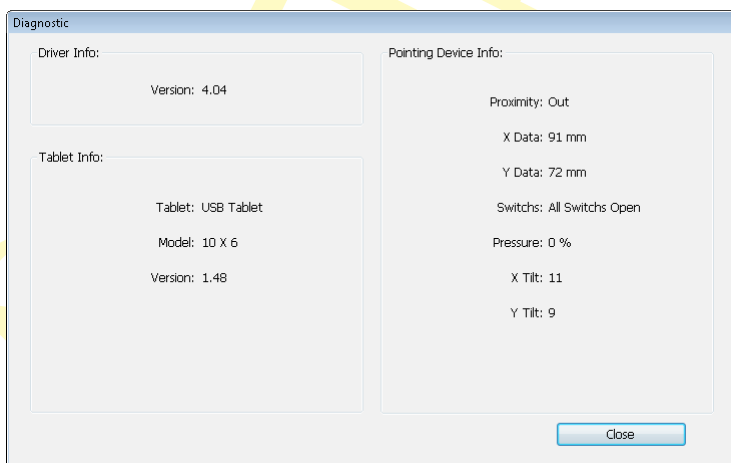 Diagnostic
Driver Info:
Version: 4.04
Tablet Info:
Tablet: USB Tablet
Model: 10 X 6
Version: 1.48
Pointing Device Info:
Proximity: Out
X Data: 91 mm
Y Data: 72 mm
Switchs: All Switchs Open
Pressure: 0 %
X Tilt: 11
Y Tilt: 9
Close